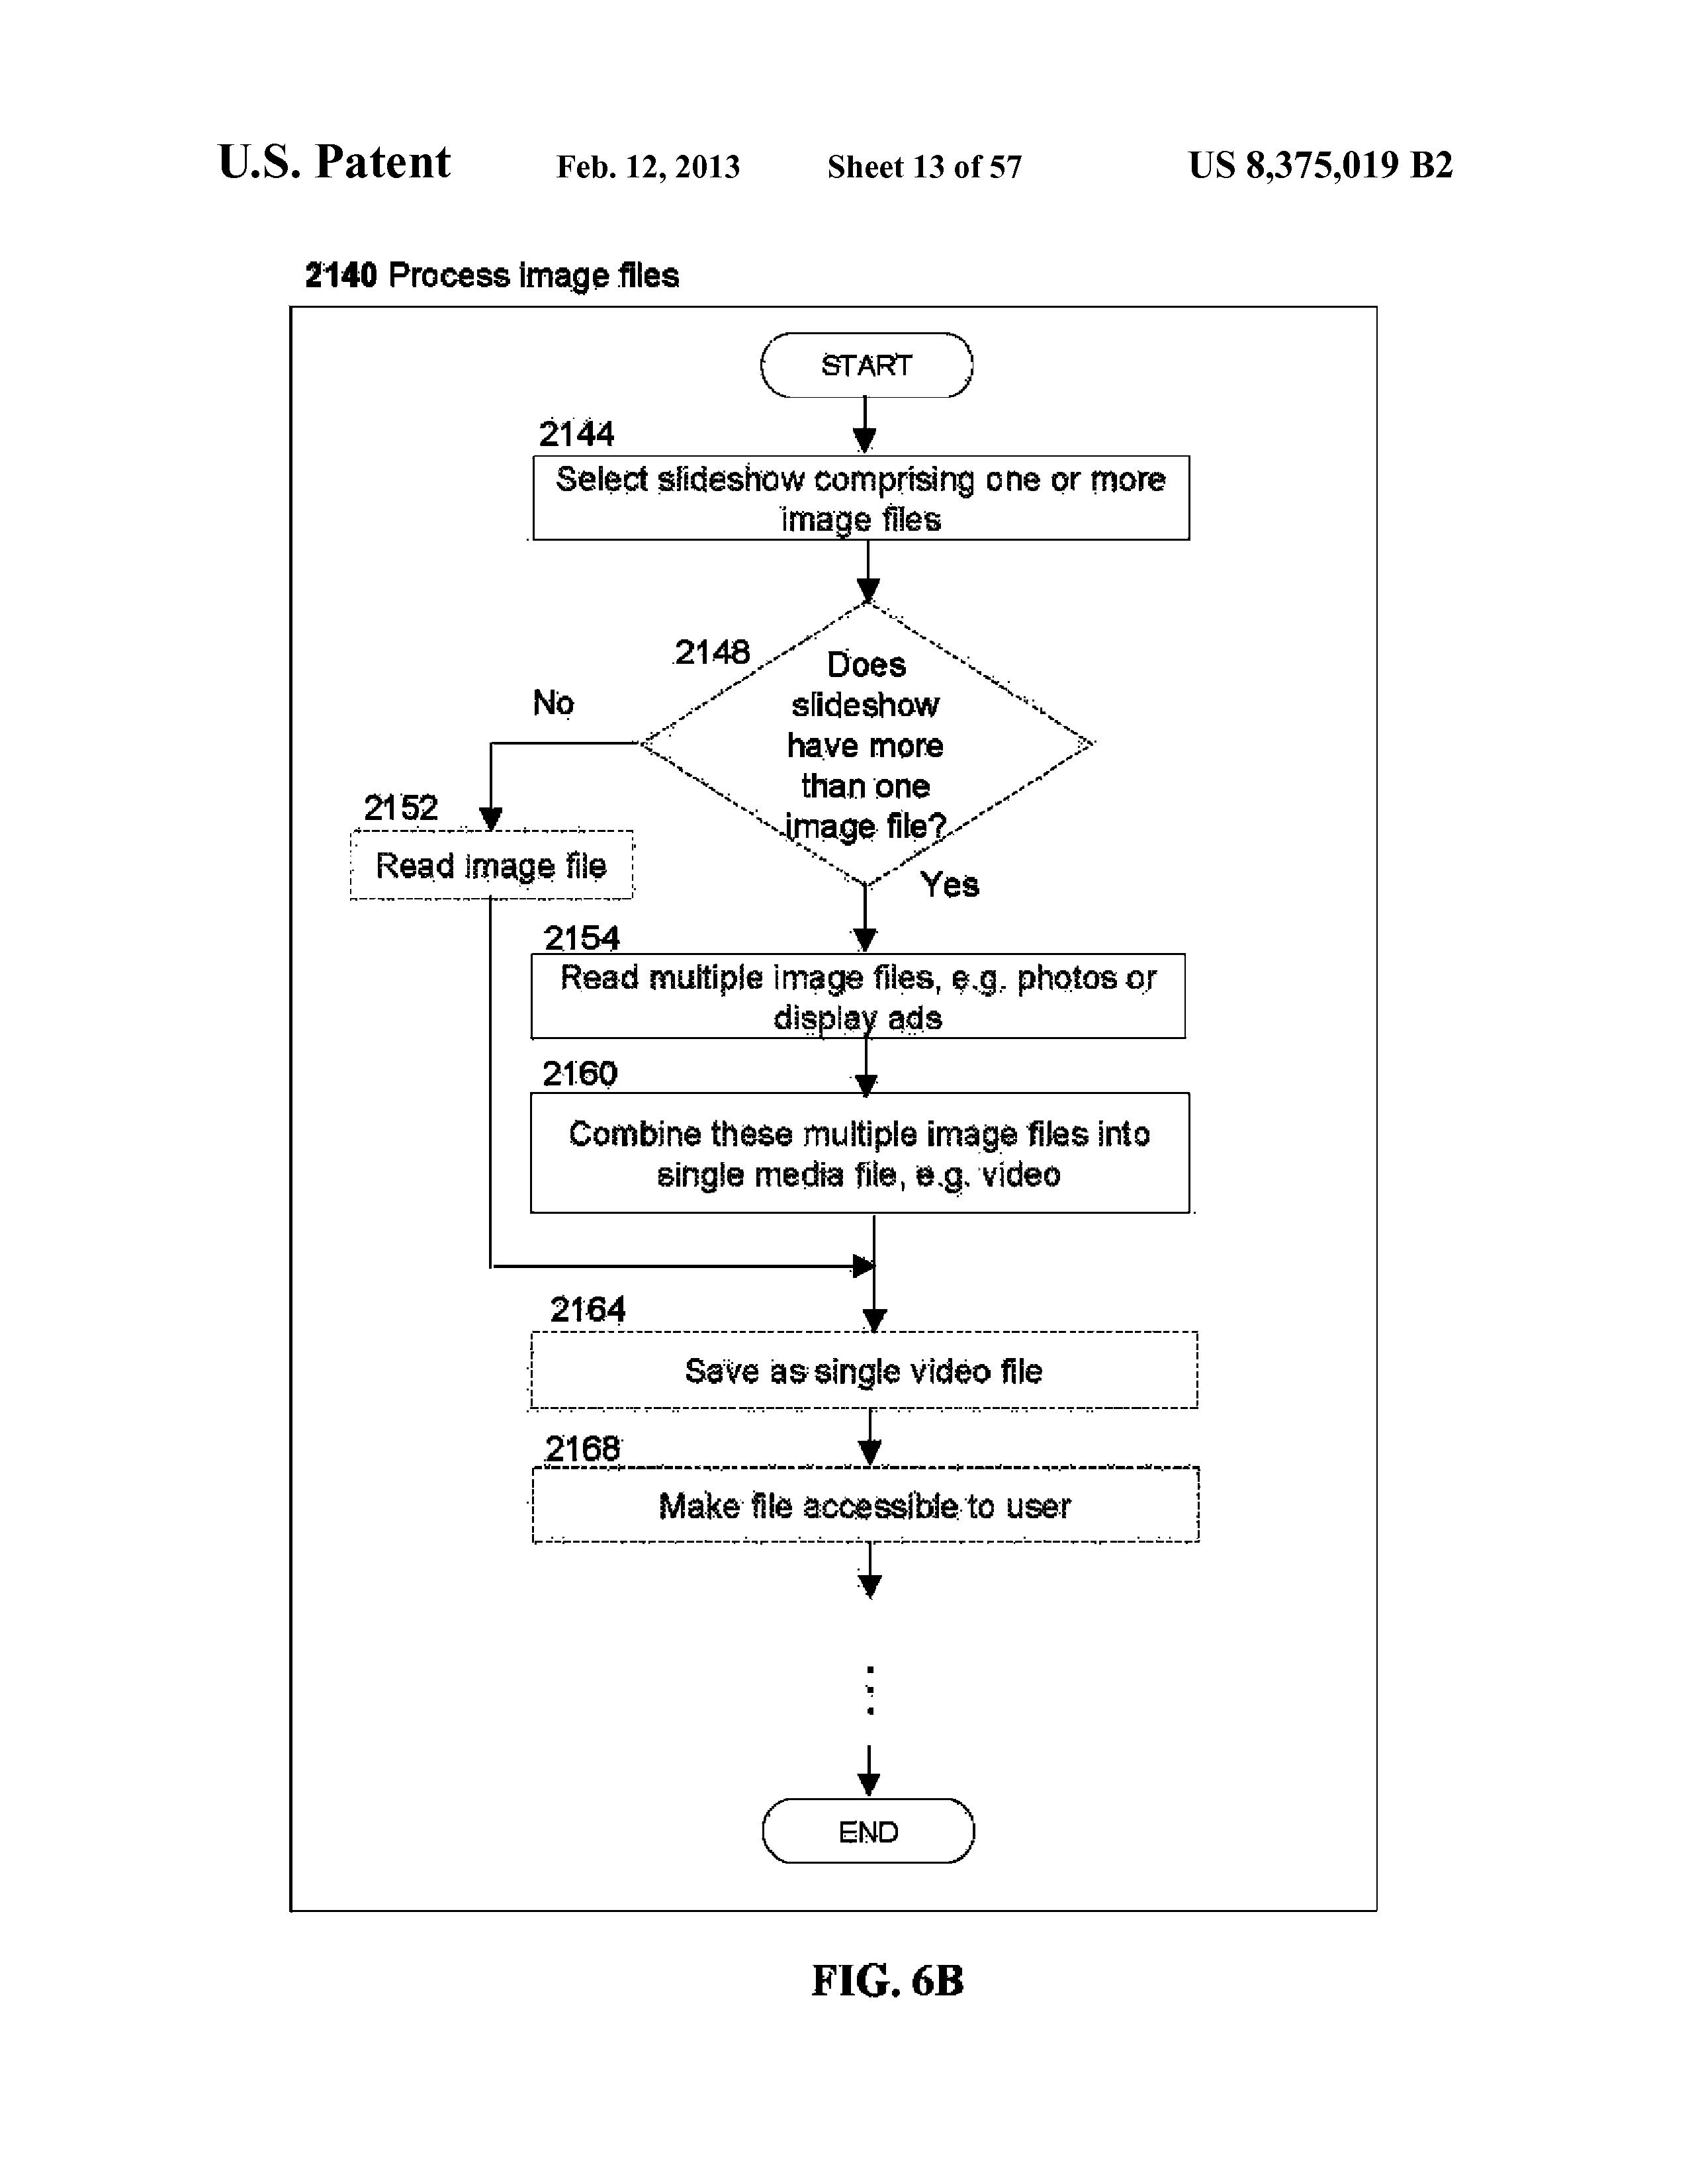 U.S. Patent Feb. 12, 2013 Sheet 13 of 57 US 8,375,019 B2
2140 Process image files
START
2144
Select slideshow comprising one or more
image files
2148
Does
slideshow
have more
than one
image file?
No
Yes
2152
Read image file
2154
Read multiple image files, e.g. photos or
display ads
2160
Combine these multiple image files into
single media file, e.g. video
2164
Save as single video file
2168
Make file accessible to user
END
FIG. 6B